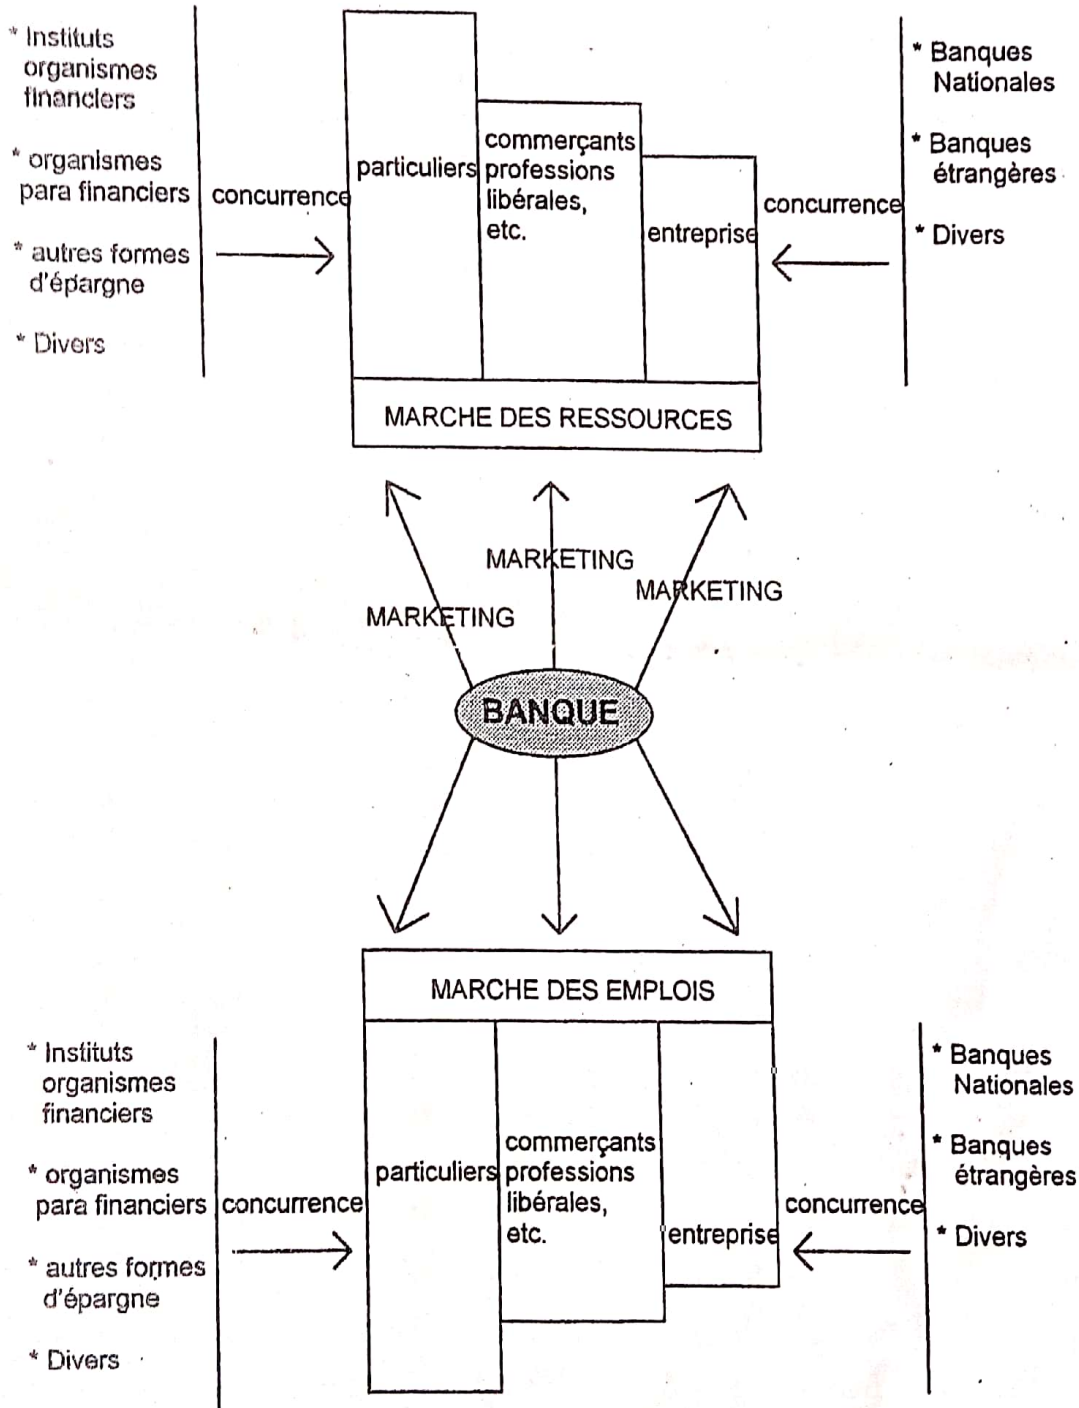 * Instituts
organismes
financiers
* organismes
para financiers
* autres formes
d'épargne
* Divers
concurrence
particuliers
commerçants
professions
libérales,
etc.
entreprise
concurrence
* Banques
Nationales
* Banques
étrangères
* Divers
MARCHE DES RESSOURCES
MARKETING
MARKETING
MARKETING
BANQUE
MARCHE DES EMPLOIS
* Instituts
organismes
financiers
* organismes
para financiers
* autres formes
d'épargne
* Divers
concurrence
particuliers
commerçants
professions
libérales,
etc.
entreprise
concurrence
* Banques
Nationales
* Banques
étrangères
* Divers